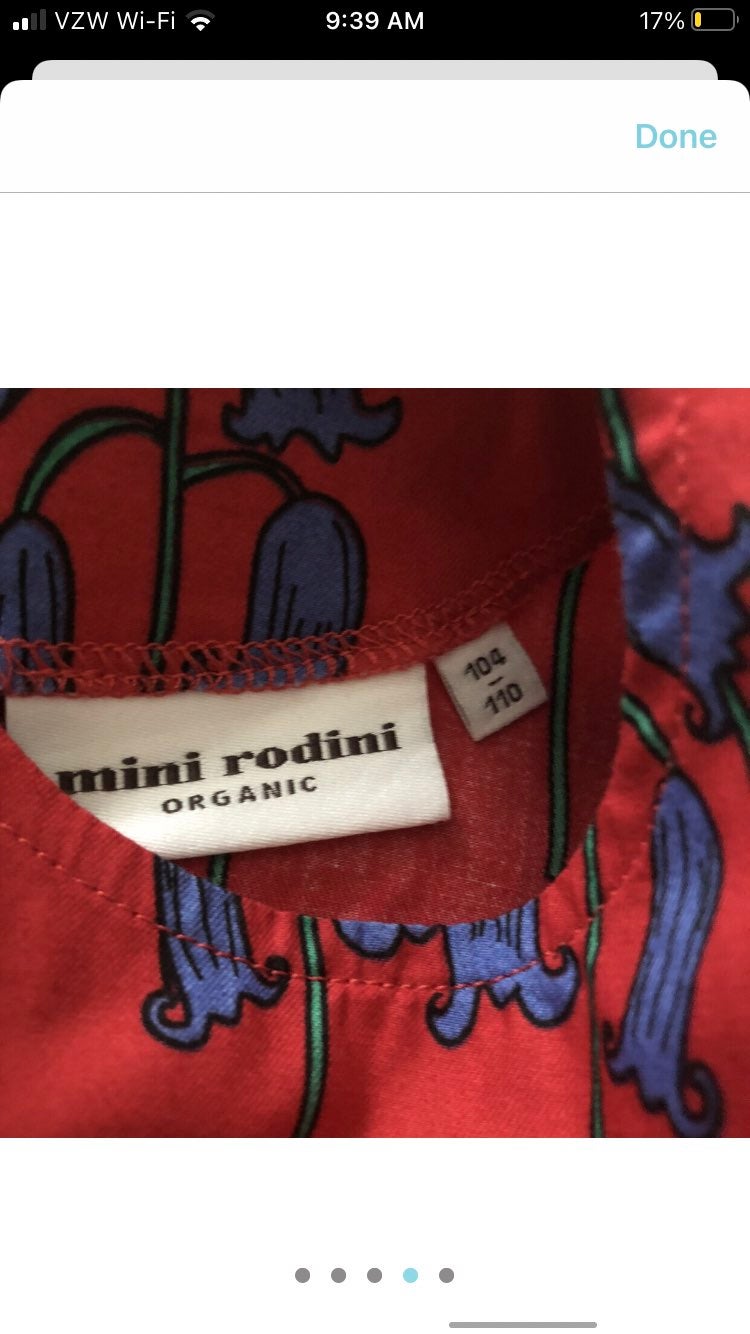 VZW Wi-Fi 9:39 AM 17%
Done
104
-
110
mini rodini
ORGANIC